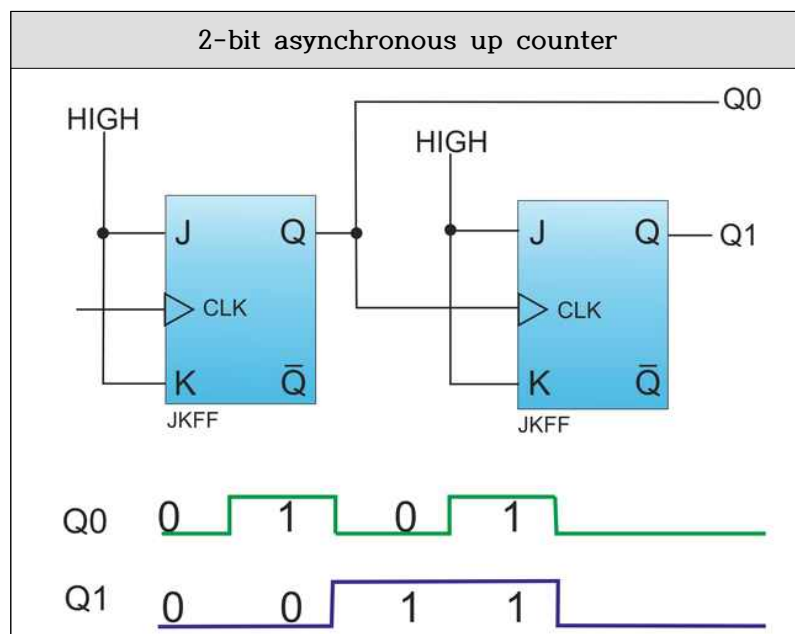 2-bit asynchronous up counter
Q0
HIGH
HIGH
J Q
J Q
Q1
CLK
CLK
K Q̅
K Q̅
JKFF
JKFF
Q0 0 1 0 1
Q1 0 0 1 1